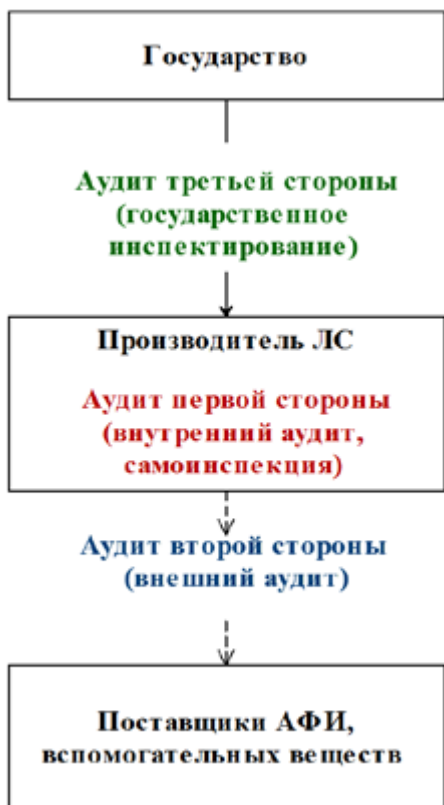 Государство
Аудит третьей стороны
(государственное
инспектирование)
Производитель ЛС
Аудит первой стороны
(внутренний аудит,
самоинспекция)
Аудит второй стороны
(внешний аудит)
Поставщики АФИ,
вспомогательных веществ